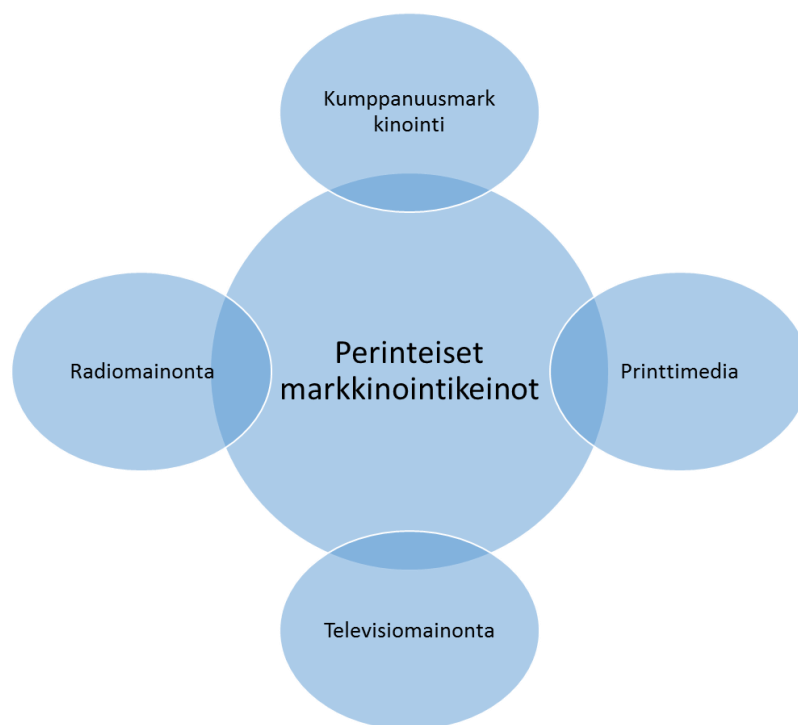 Kumppanuusmark
kinointi
Radiomainonta
Perinteiset
markkinointikeinot
Printtimedia
Televisiomainonta